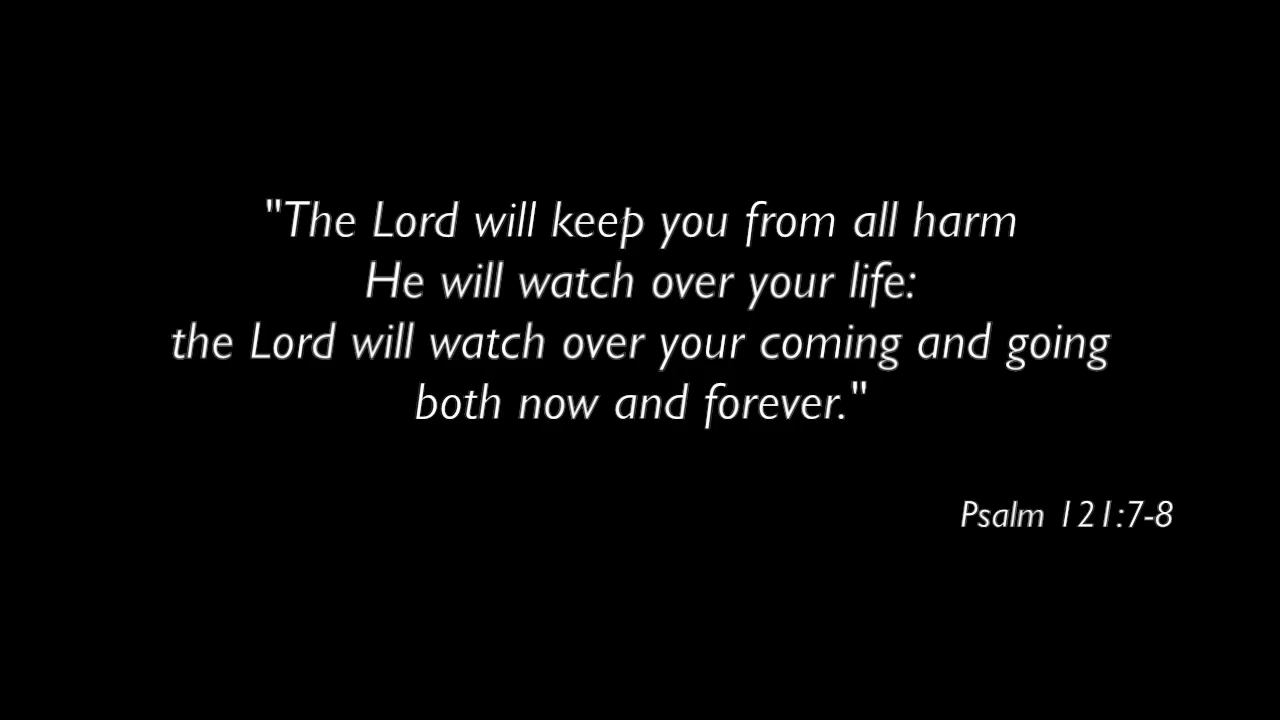 "The Lord will keep you from all harm
He will watch over your life:
the Lord will watch over your coming and going
both now and forever."
Psalm 121:7-8